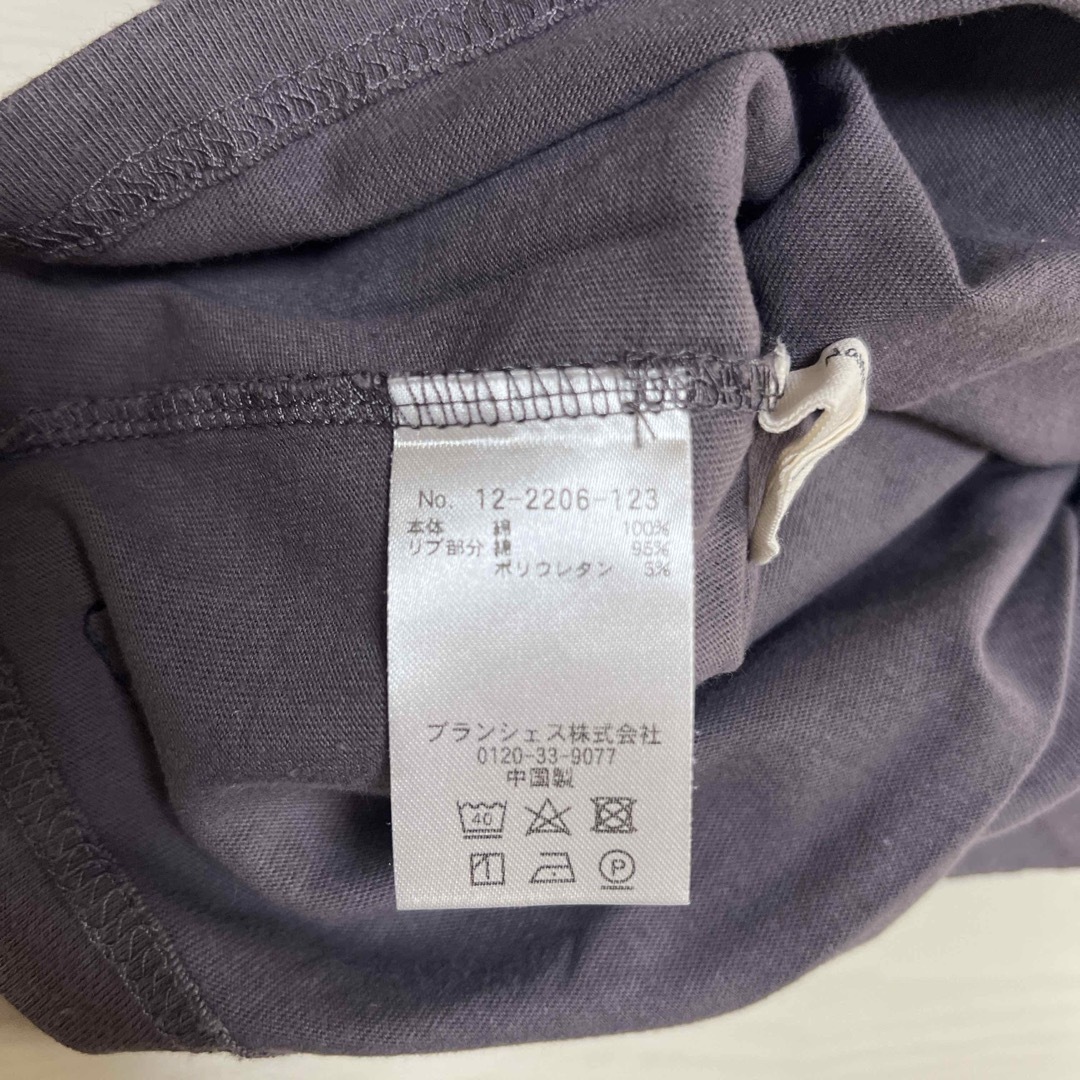 No. 12-2206-123
本体 綿 100%
リブ部分 綿 95%
ポリウレタン 5%
ブランシェス株式会社
0120-33-9077
中国製
40
P